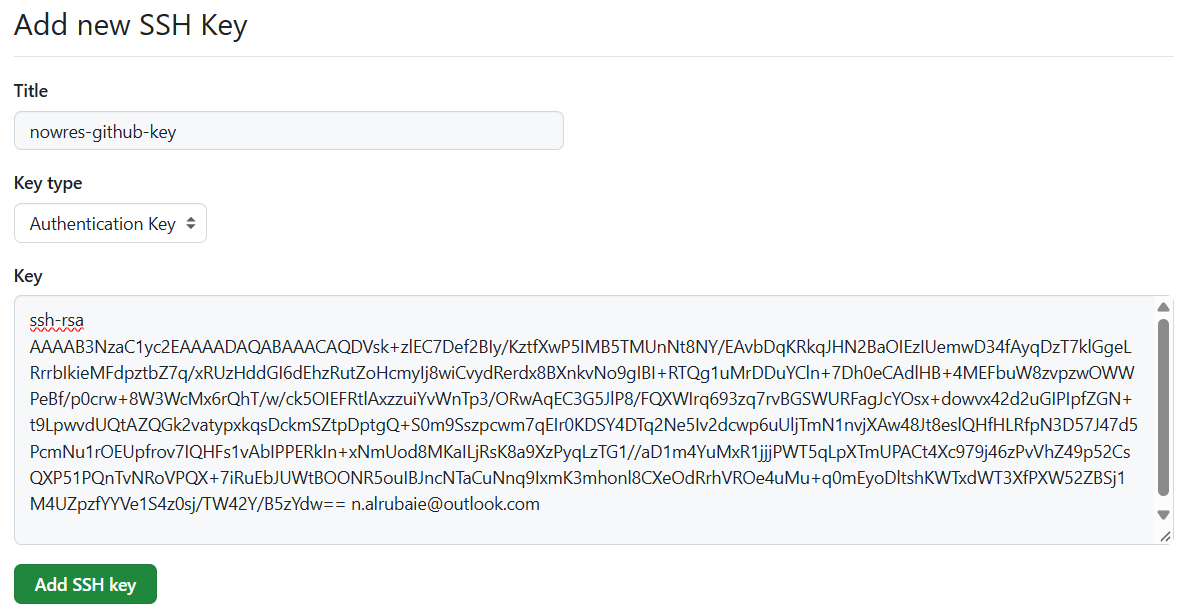 Add new SSH Key
Title
nowres-github-key
Key type
Authentication Key
Key
ssh-rsa
AAAAB3NzaC1yc2EAAAADAQABAAACAQDVsk+zlEC7Def2BIy/KztfXwP5IMB5TMUnNt8NY/EAvbDqKRkqJHN2BaOIEzIUemwD34fAyqDzT7klGgeL
RrrbIkieMFdpztbZ7q/xRUzHddGI6dEhzRutZoHcmyIj8wiCvydRerdx8BXnkvNo9gIBI+RTQg1uMrDDuYCln+7Dh0eCAdlHB+4MEFbuW8zvpzwOWW
PeBf/p0crw+8W3WcMx6rQhT/w/ck5OIEFRtlAxzzuiYvWnTp3/ORwAqEC3G5JlP8/FQXWIrq693zq7rvBGSWURFagJcYOsx+dowvx42d2uGIPIpfZGN+
t9LpwvdUQtAZQGk2vatypxkqsDckmSZtpDptgQ+S0m9Sszpcwm7qEIr0KDSY4DTq2Ne5Iv2dcwp6uUljTmN1nvjXAw48Jt8eslQHfHLRfpN3D57J47d5
PcmNu1rOEUpfrov7IQHFs1vAbIPPERkIn+xNmUod8MKaILjRsK8a9XzPyqLzTG1//aD1m4YuMxR1jjjPWT5qLpXTmUPACt4Xc979j46zPvVhZ49p52Cs
QXP51PQnTvNRoVPQX+7iRuEbJUWtBOONR5ouIBJncNTaCuNnq9IxmK3mhonl8CXeOdRrhVROe4uMu+q0mEyoDltshKWTxdWT3XfPXW52ZBSj1
M4UZpzfYYVe1S4z0sj/TW42Y/B5zYdw== n.alrubaie@outlook.com
Add SSH key